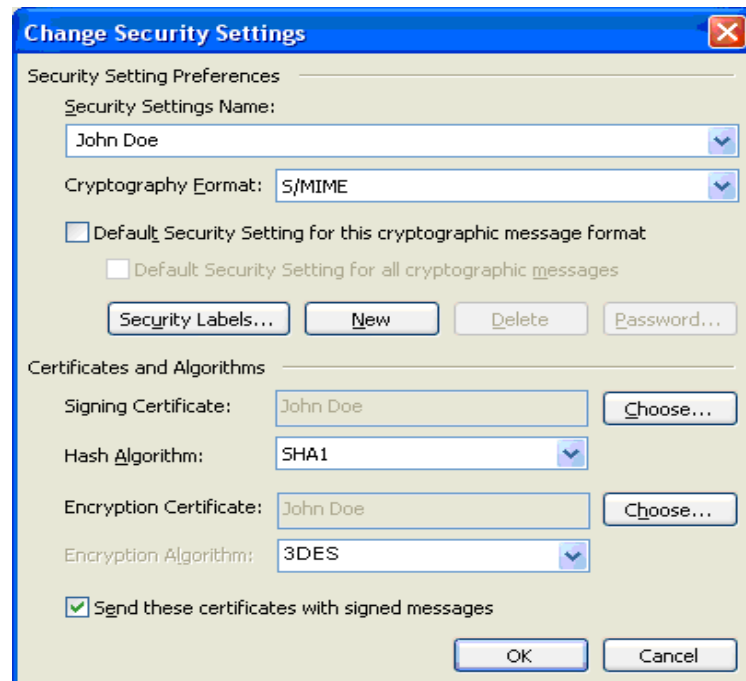 Change Security Settings
Security Setting Preferences
Security Settings Name:
John Doe
Cryptography Format: S/MIME
Default Security Setting for this cryptographic message format
Default Security Setting for all cryptographic messages
Security Labels... New Delete Password...
Certificates and Algorithms
Signing Certificate: John Doe Choose...
Hash Algorithm: SHA1
Encryption Certificate: John Doe Choose...
Encryption Algorithm: 3DES
Send these certificates with signed messages
OK Cancel